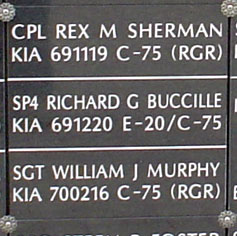 CPL REX M SHERMAN
KIA 691119 C-75 (RGR)
SP4 RICHARD G BUCCILLE
KIA 691220 E-20/C-75
SGT WILLIAM J MURPHY
KIA 700216 C-75 (RGR)